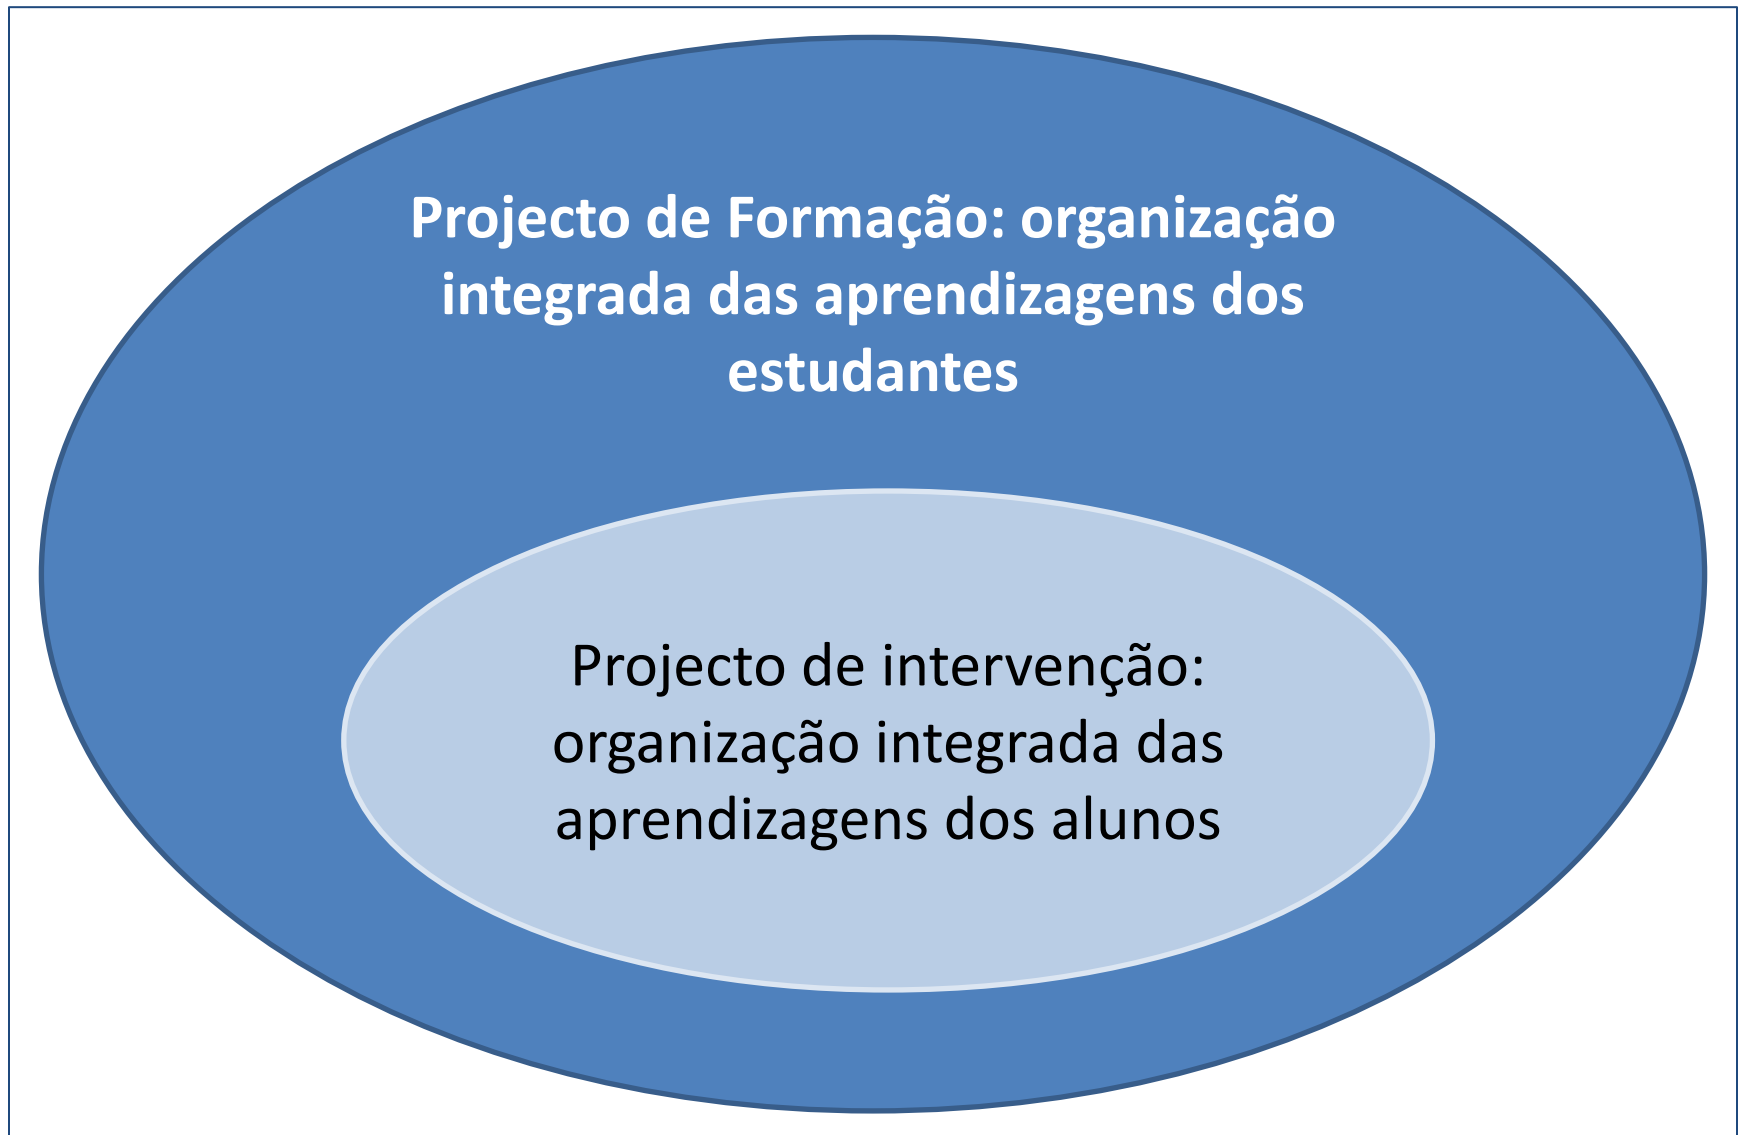 Projecto de Formação: organização
integrada das aprendizagens dos
estudantes
Projecto de intervenção:
organização integrada das
aprendizagens dos alunos